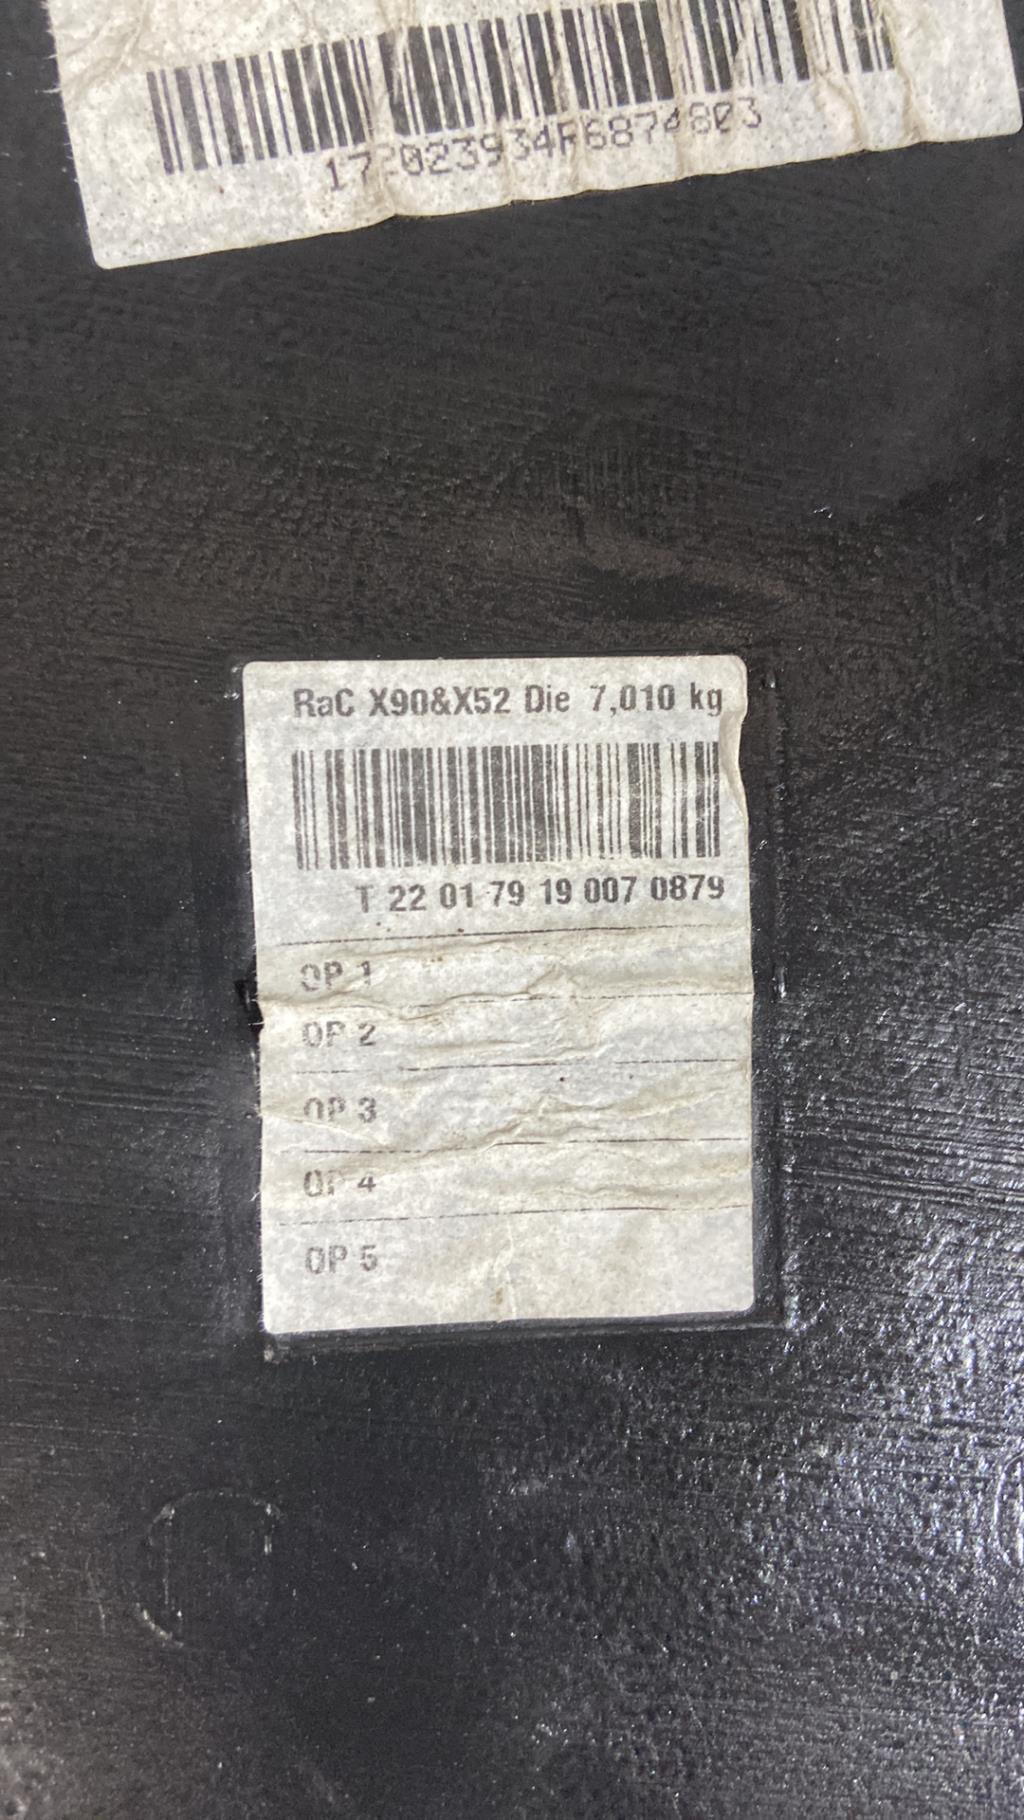 172023934R6874803
RaC X90&X52 Die 7,010 kg
T 22 01 79 19 007 0879
OP 1
OP 2
OP 3
OP 4
OP 5